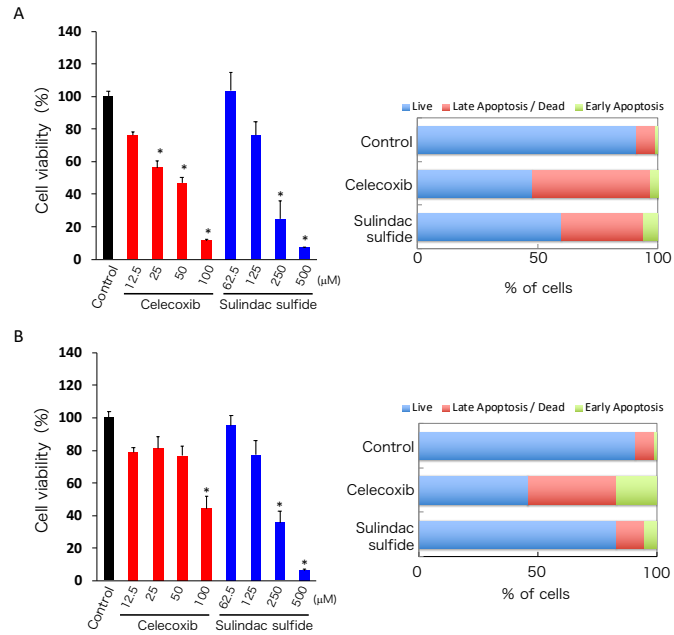 A
Cell viability (%)
140
120
100
80
60
40
20
0
* * * * *
Control 12.5 25 50 100 62.5 125 250 500 (μM)
Celecoxib Sulindac sulfide
Live Late Apoptosis / Dead Early Apoptosis
Control
Celecoxib
Sulindac
sulfide
0 50 100
% of cells
B
Cell viability (%)
140
120
100
80
60
40
20
0
* * *
Control 12.5 25 50 100 62.5 125 250 500 (μM)
Celecoxib Sulindac sulfide
Live Late Apoptosis / Dead Early Apoptosis
Control
Celecoxib
Sulindac
sulfide
0 50 100
% of cells